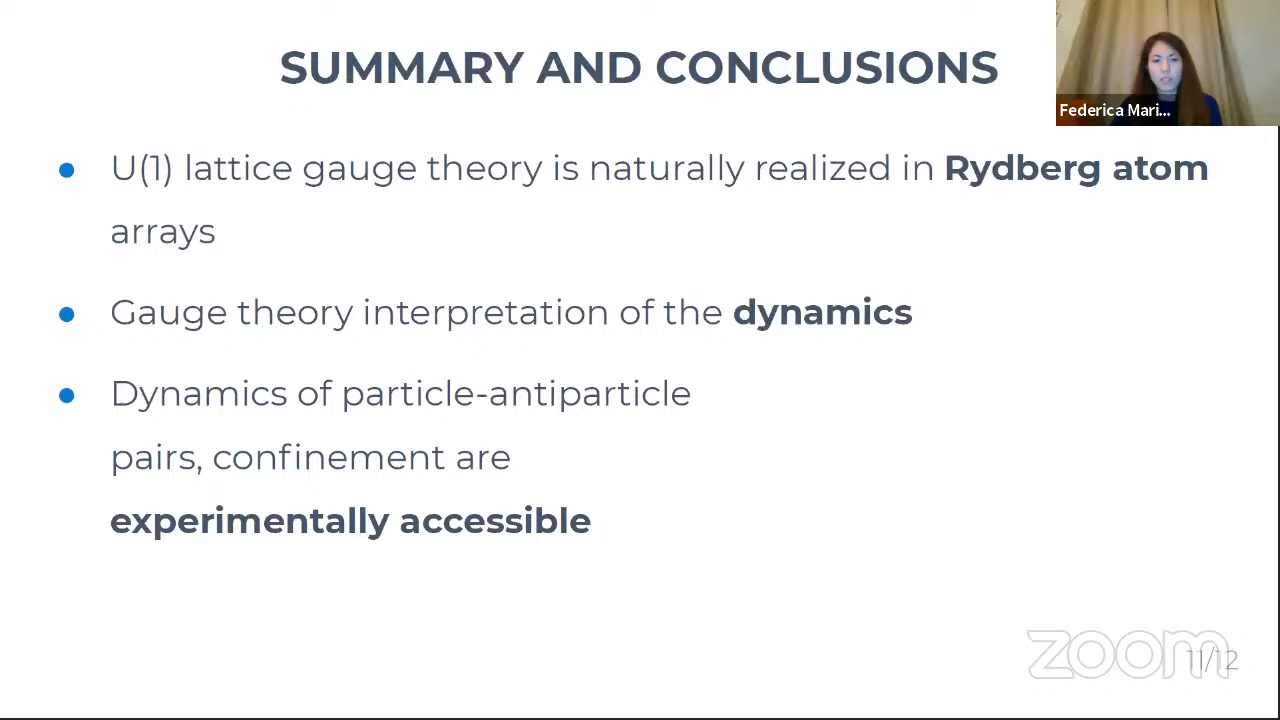 SUMMARY AND CONCLUSIONS
Federica Mari...
● U(1) lattice gauge theory is naturally realized in Rydberg atom
arrays
● Gauge theory interpretation of the dynamics
● Dynamics of particle-antiparticle
pairs, confinement are
experimentally accessible
zoom
11/12